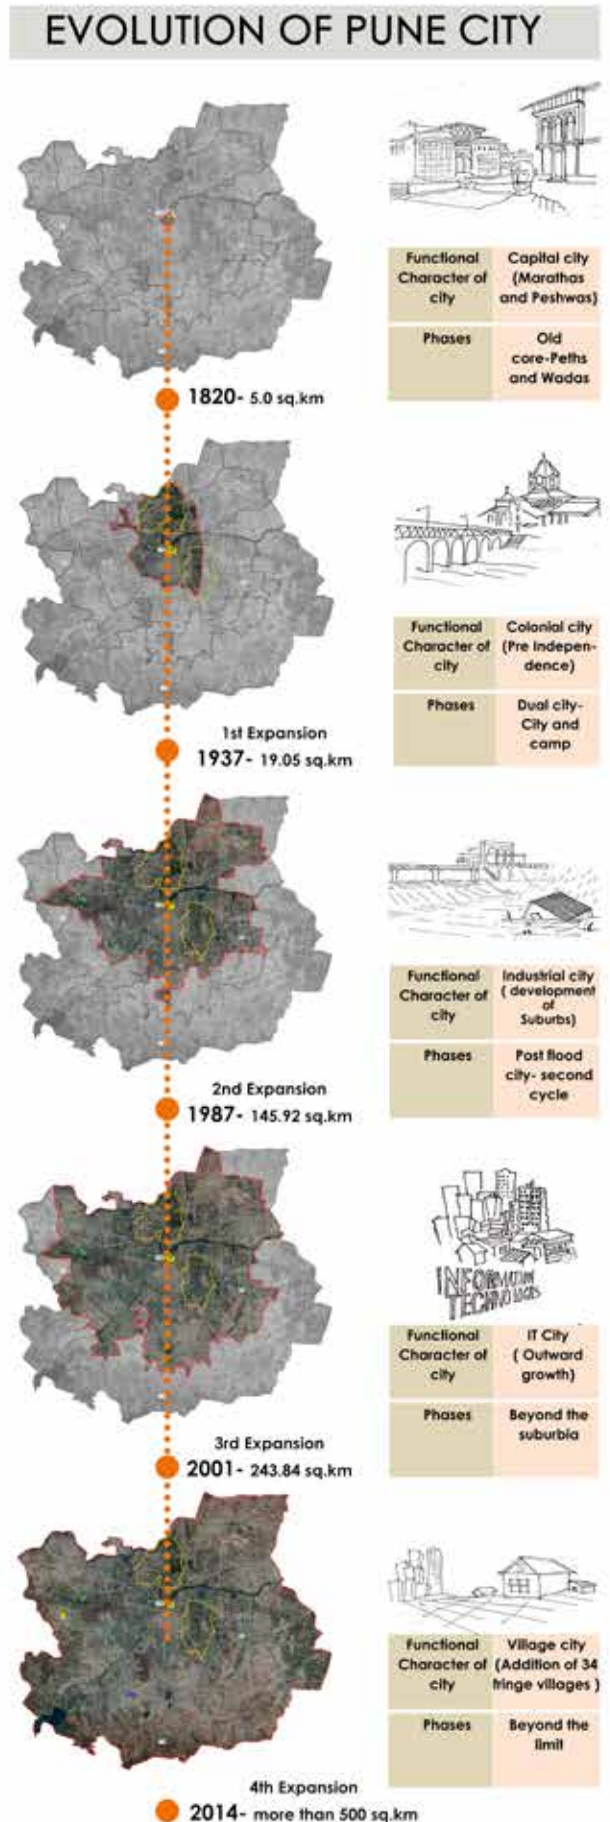 EVOLUTION OF PUNE CITY
Functional
Character of
city
Capital city
(Marathas
and Peshwas)
Phases
Old
core-Peths
and Wadas
1820- 5.0 sq.km
Functional
Character of
city
Colonial city
(Pre Indepen-
dence)
Phases
Dual city-
City and
camp
1st Expansion
1937- 19.05 sq.km
Functional
Character of
city
Industrial city
( development
of
Suburbs)
Phases
Post flood
city- second
cycle
2nd Expansion
1987- 145.92 sq.km
INFORMATION
TECHNOLOGIES
Functional
Character of
city
IT City
( Outward
growth)
Phases
Beyond the
suburbia
3rd Expansion
2001- 243.84 sq.km
Functional
Character of
city
Village city
(Addition of 34
fringe villages )
Phases
Beyond the
limit
4th Expansion
2014- more than 500 sq.km